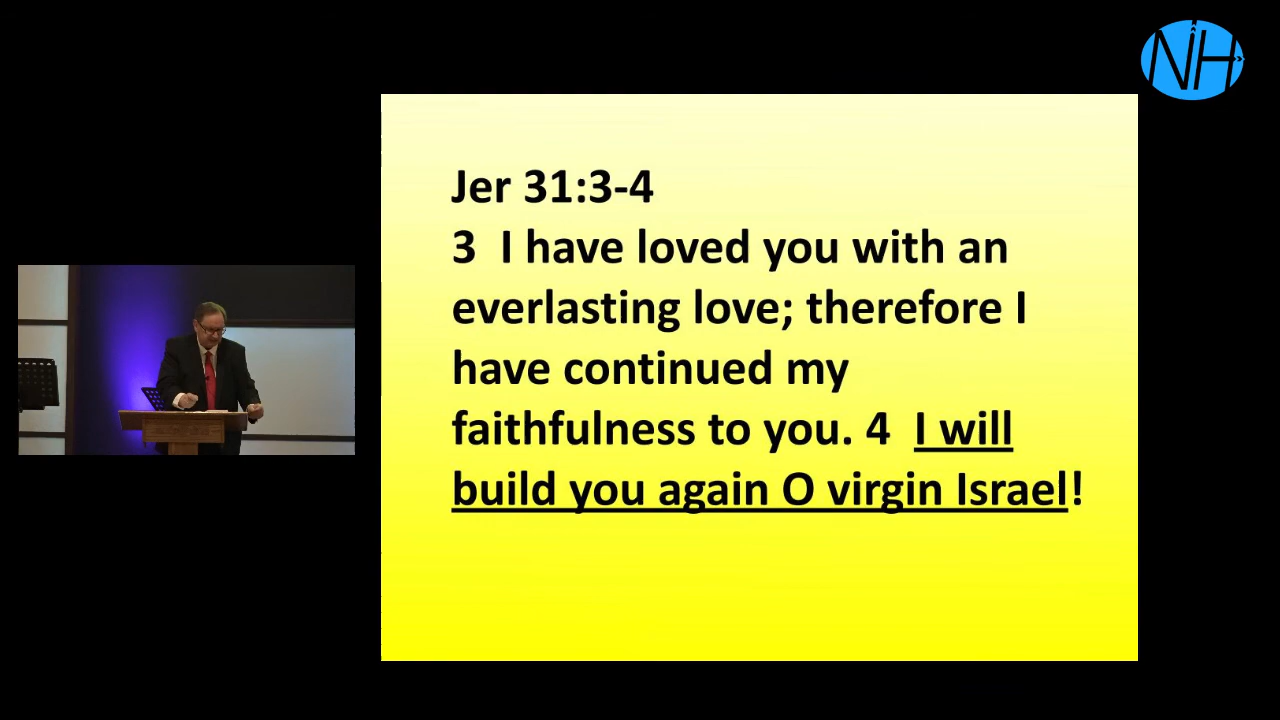 NH
Jer 31:3-4
3 I have loved you with an
everlasting love; therefore I
have continued my
faithfulness to you. 4 I will
build you again O virgin Israel!